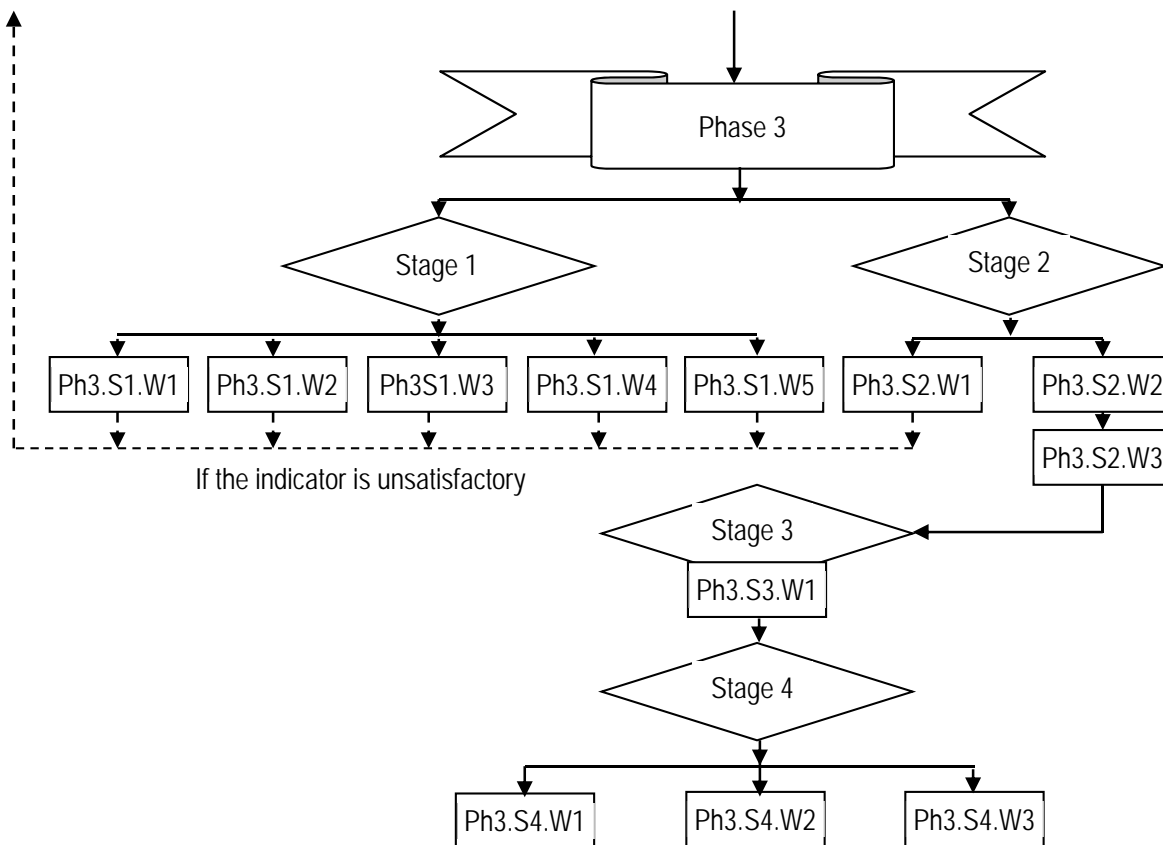 Phase 3
Stage 1
Stage 2
Ph3.S1.W1
Ph3.S1.W2
Ph3S1.W3
Ph3.S1.W4
Ph3.S1.W5
Ph3.S2.W1
Ph3.S2.W2
Ph3.S2.W3
If the indicator is unsatisfactory
Stage 3
Ph3.S3.W1
Stage 4
Ph3.S4.W1
Ph3.S4.W2
Ph3.S4.W3